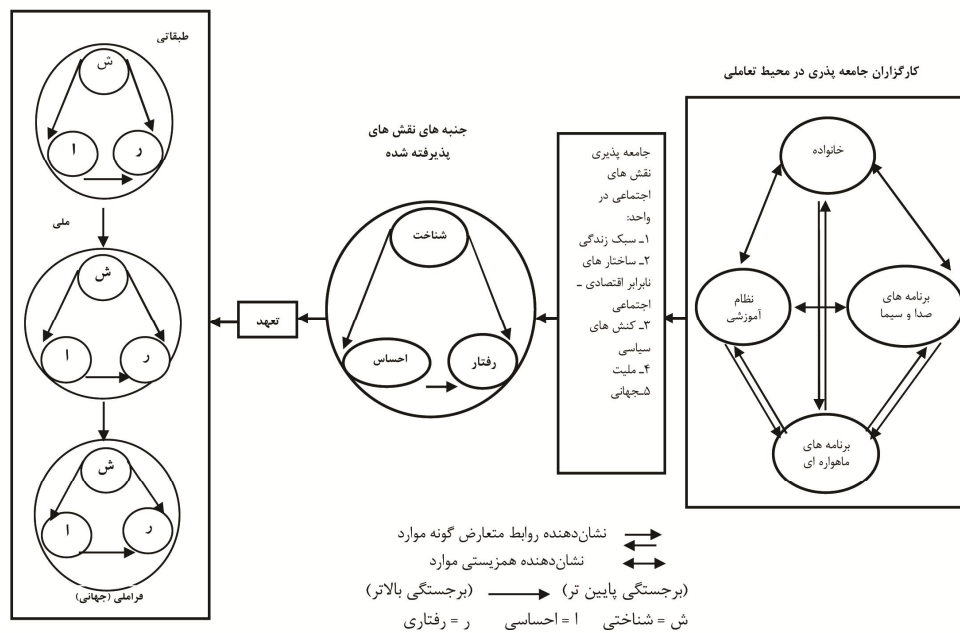 کارگزاران جامعه پذری در محیط تعاملی
خانواده
نظام
آموزشی
برنامه های
صدا و سیما
برنامه های
ماهواره ای
جامعه پذیری
نقش های
اجتماعی در
واحد:
۱ـ سبک زندگی
۲ـ ساختار های
نابرابر اقتصادی ـ
اجتماعی
۳ـ کنش های
سیاسی
۴ـ ملیت
۵ـجهانی
جنبه های نقش های
پذیرفته شده
شناخت
احساس
رفتار
تعهد
طبقاتی
ش
ا
ر
ملی
ش
ا
ر
ش
ا
ر
فراملی (جهانی)
نشان‌دهنده روابط متعارض گونه موارد
نشان‌دهنده همزیستی موارد
(برجستگی پایین تر) (برجستگی بالاتر)
ش = شناختی ا = احساسی ر = رفتاری